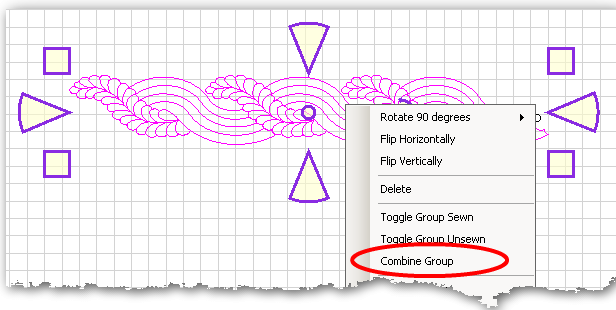 Rotate 90 degrees
Flip Horizontally
Flip Vertically
Delete
Toggle Group Sewn
Toggle Group Unsewn
Combine Group